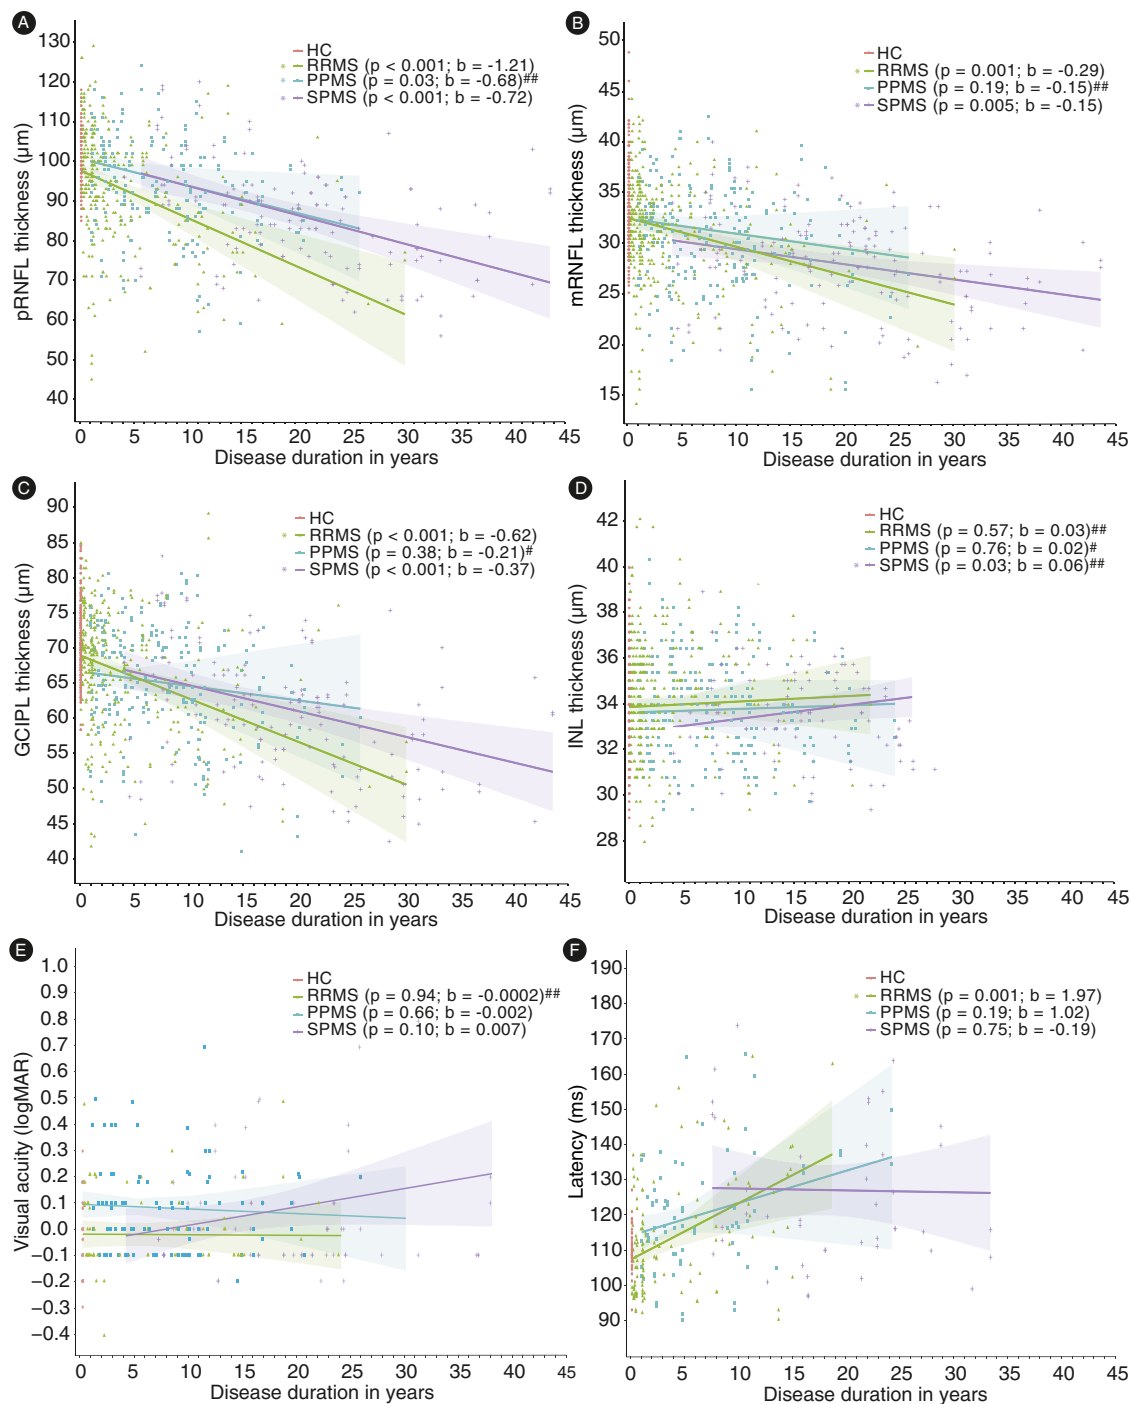 A
130
120
110
100
90
80
70
60
50
40
pRNFL thickness (µm)
HC
RRMS (p < 0.001; b = -1.21)
PPMS (p = 0.03; b = -0.68)##
SPMS (p < 0.001; b = -0.72)
0 5 10 15 20 25 30 35 40 45
Disease duration in years
B
50
45
40
35
30
25
20
15
mRNFL thickness (µm)
HC
RRMS (p = 0.001; b = -0.29)
PPMS (p = 0.19; b = -0.15)##
SPMS (p = 0.005; b = -0.15)
0 5 10 15 20 25 30 35 40 45
Disease duration in years
C
90
85
80
75
70
65
60
55
50
45
40
GCIPL thickness (µm)
HC
RRMS (p < 0.001; b = -0.62)
PPMS (p = 0.38; b = -0.21)#
SPMS (p < 0.001; b = -0.37)
0 5 10 15 20 25 30 35 40 45
Disease duration in years
D
42
40
38
36
34
32
30
28
INL thickness (µm)
HC
RRMS (p = 0.57; b = 0.03)##
PPMS (p = 0.76; b = 0.02)#
SPMS (p = 0.03; b = 0.06)##
0 5 10 15 20 25 30 35 40 45
Disease duration in years
E
1.0
0.9
0.8
0.7
0.6
0.5
0.4
0.3
0.2
0.1
0.0
−0.1
−0.2
−0.3
−0.4
Visual acuity (logMAR)
HC
RRMS (p = 0.94; b = -0.0002)##
PPMS (p = 0.66; b = -0.002)
SPMS (p = 0.10; b = 0.007)
0 5 10 15 20 25 30 35 40 45
Disease duration in years
F
190
180
170
160
150
140
130
120
110
100
90
Latency (ms)
HC
RRMS (p = 0.001; b = 1.97)
PPMS (p = 0.19; b = 1.02)
SPMS (p = 0.75; b = -0.19)
0 5 10 15 20 25 30 35 40 45
Disease duration in years